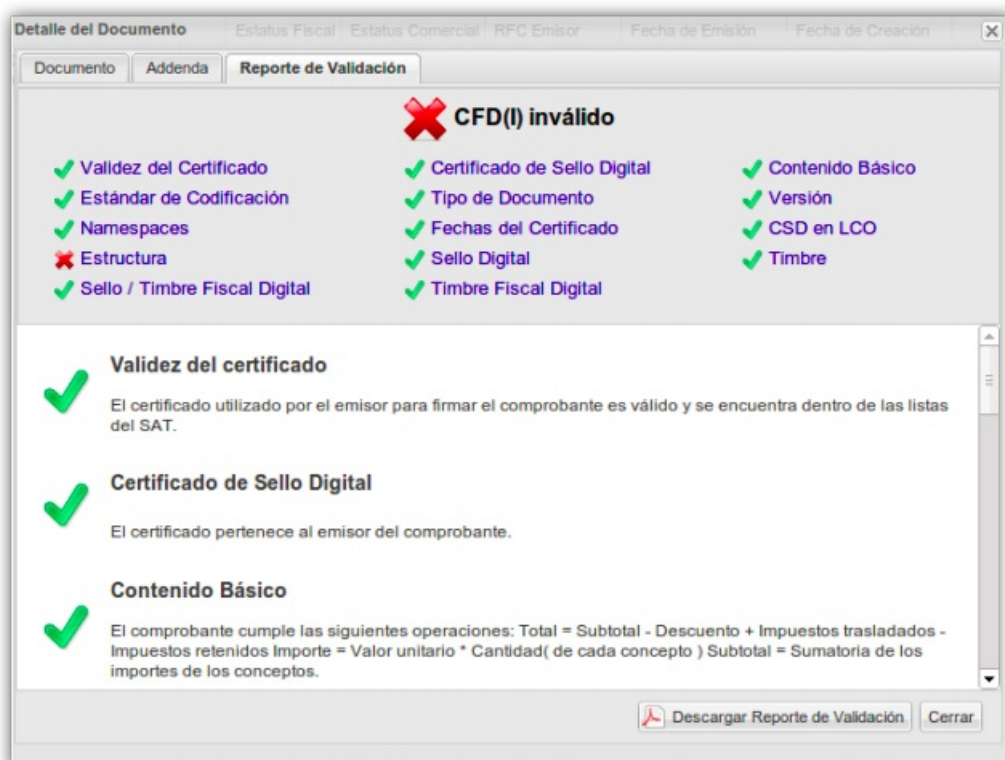 Detalle del Documento Estatus Fiscal Estatus Comercial RFC Emisor Fecha de Emisión Fecha de Creación
Documento Addenda Reporte de Validación
CFD(I) inválido
Validez del Certificado Certificado de Sello Digital Contenido Básico
Estándar de Codificación Tipo de Documento Versión
Namespaces Fechas del Certificado CSD en LCO
Estructura Sello Digital Timbre
Sello / Timbre Fiscal Digital Timbre Fiscal Digital
Validez del certificado
El certificado utilizado por el emisor para firmar el comprobante es válido y se encuentra dentro de las listas
del SAT.
Certificado de Sello Digital
El certificado pertenece al emisor del comprobante.
Contenido Básico
El comprobante cumple las siguientes operaciones: Total = Subtotal - Descuento + Impuestos trasladados -
Impuestos retenidos Importe = Valor unitario * Cantidad( de cada concepto ) Subtotal = Sumatoria de los
importes de los conceptos.
Descargar Reporte de Validación Cerrar